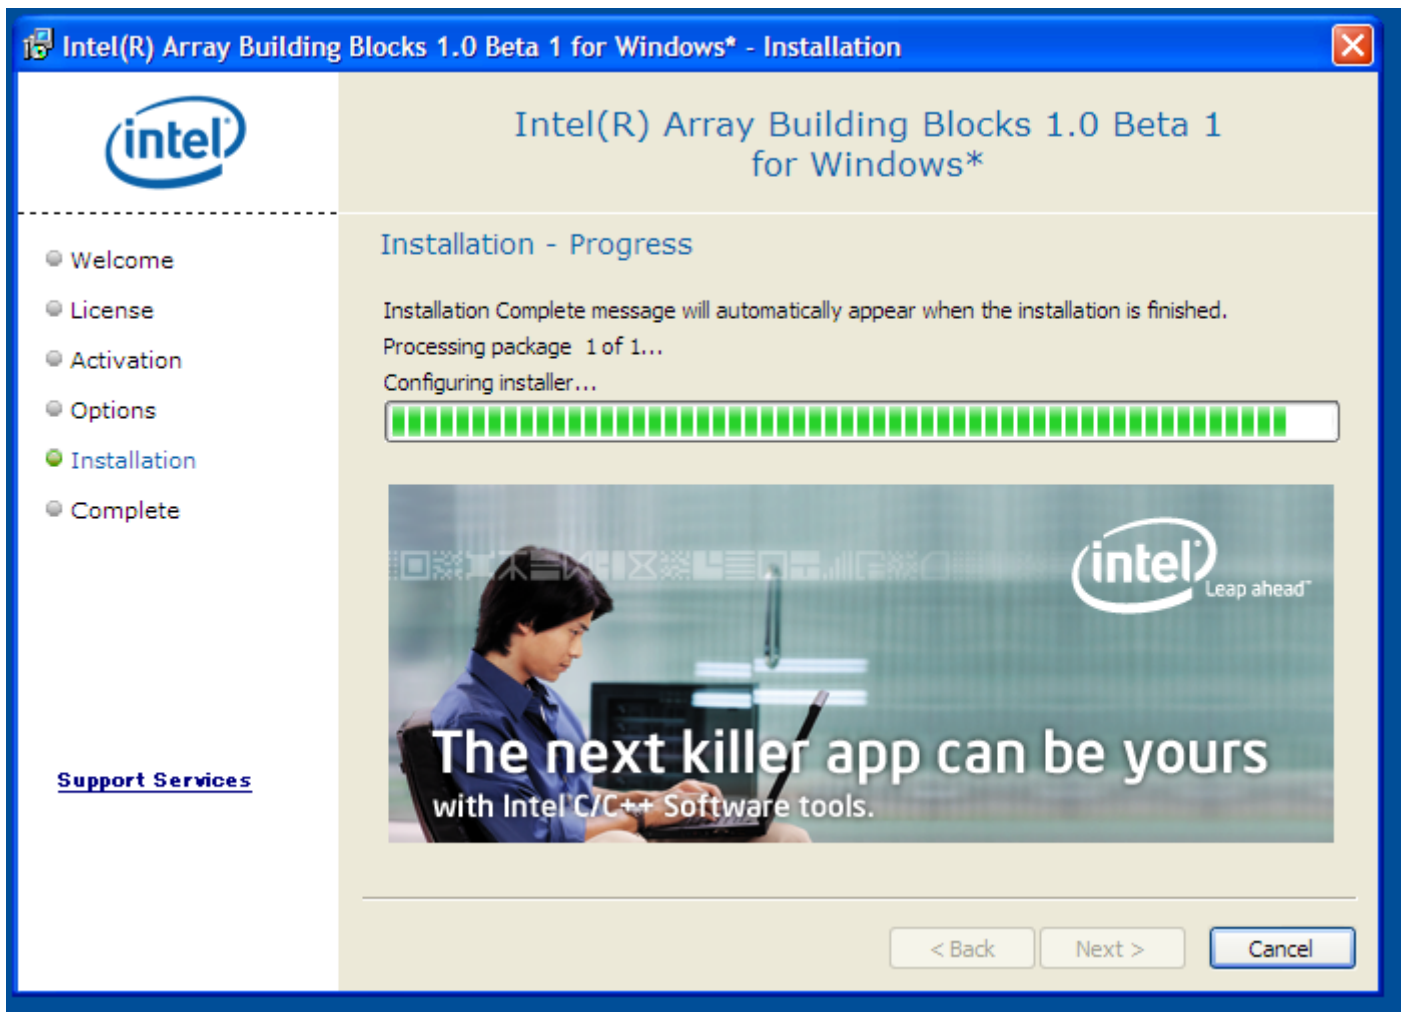 Intel(R) Array Building Blocks 1.0 Beta 1 for Windows* - Installation
intel
Intel(R) Array Building Blocks 1.0 Beta 1
for Windows*
Welcome
License
Activation
Options
Installation
Complete
Support Services
Installation - Progress
Installation Complete message will automatically appear when the installation is finished.
Processing package 1 of 1...
Configuring installer...
intel
Leap ahead™
The next killer app can be yours
with Intel® C/C++ Software tools.
< Back
Next >
Cancel